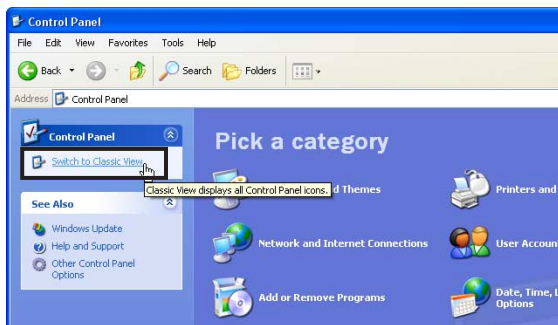 Control Panel
File Edit View Favorites Tools Help
Back Search Folders
Address Control Panel
Control Panel
Switch to Classic View
Classic View displays all Control Panel icons.
See Also
Windows Update
Help and Support
Other Control Panel
Options
Pick a category
d Themes
Printers and
Network and Internet Connections
User Accoun
Add or Remove Programs
Date, Time, L
Options